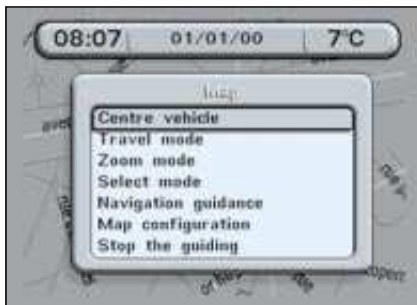 08:07 01/01/00 7°C
Map
Centre vehicle
Travel mode
Zoom mode
Select mode
Navigation guidance
Map configuration
Stop the guiding
rue